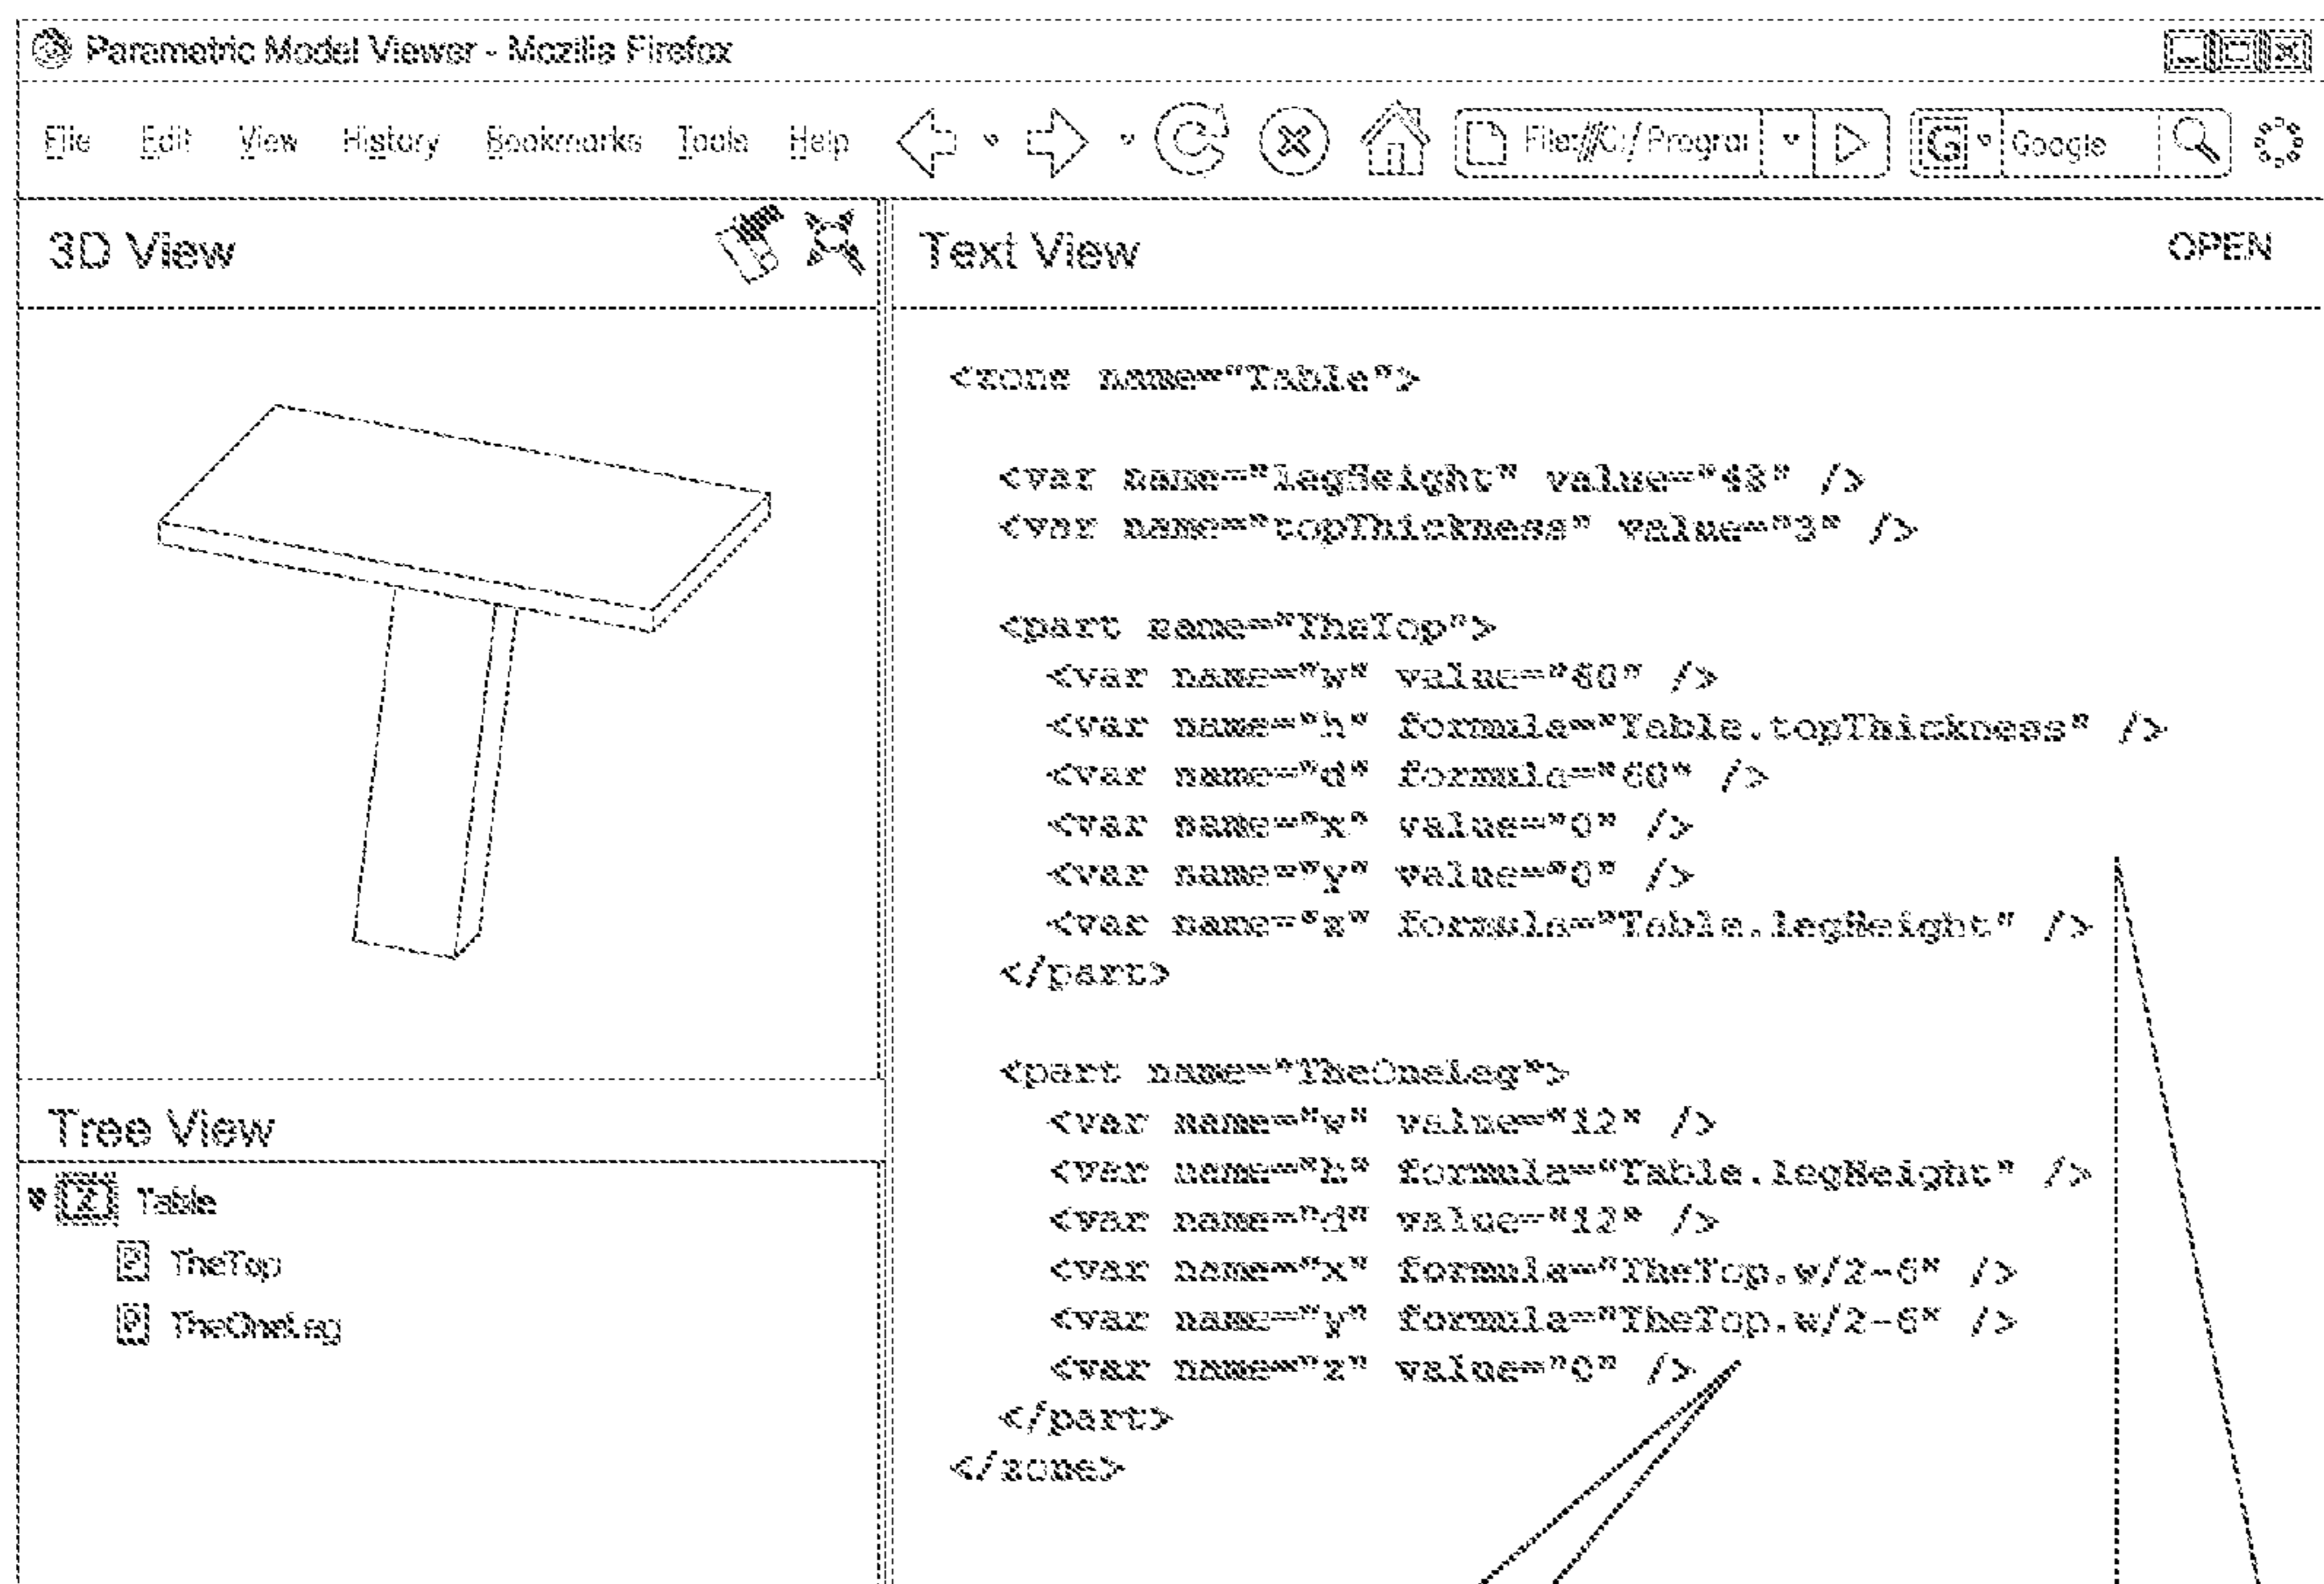 Parametric Model Viewer - Mozilla Firefox
File Edit View History Bookmarks Tools Help File://C:/ Prograr G Google
3D View
Text View OPEN
<zone name="Table">
<var name="legHeight" value="48" />
<var name="topThickness" value="3" />
<part name="TheTop">
<var name="w" value="60" />
<var name="h" formula="Table.topThickness" />
<var name="d" formula="60" />
<var name="x" value="0" />
<var name="y" value="0" />
<var name="z" formula="Table.legHeight" />
</part>
<part name="TheOneLeg">
<var name="w" value="12" />
<var name="h" formula="Table.legHeight" />
<var name="d" value="12" />
<var name="x" formula="TheTop.w/2-6" />
<var name="y" formula="TheTop.w/2-6" />
<var name="z" value="0" />
</part>
</zone>
Tree View
Z Table
P TheTop
P TheOneLeg